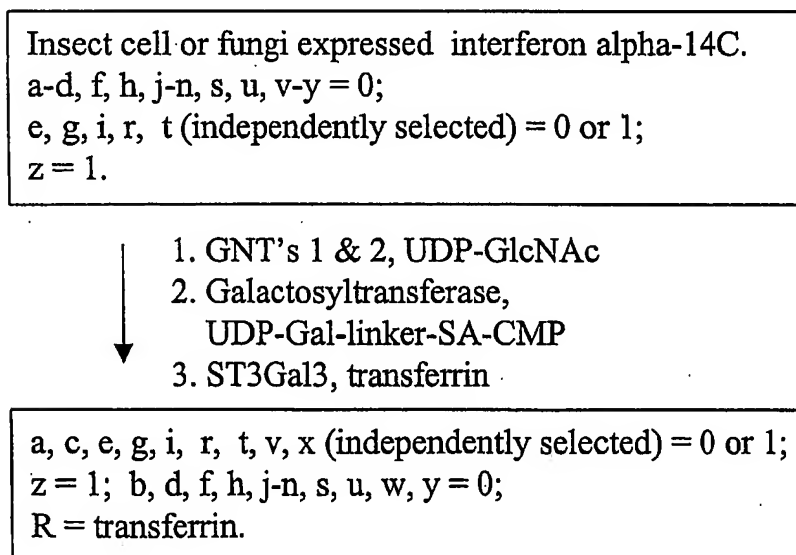 Insect cell or fungi expressed interferon alpha-14C.
a-d, f, h, j-n, s, u, v-y = 0;
e, g, i, r, t (independently selected) = 0 or 1;
z = 1.
1. GNT's 1 & 2, UDP-GlcNAc
2. Galactosyltransferase,
UDP-Gal-linker-SA-CMP
3. ST3Gal3, transferrin
a, c, e, g, i, r, t, v, x (independently selected) = 0 or 1;
z = 1; b, d, f, h, j-n, s, u, w, y = 0;
R = transferrin.